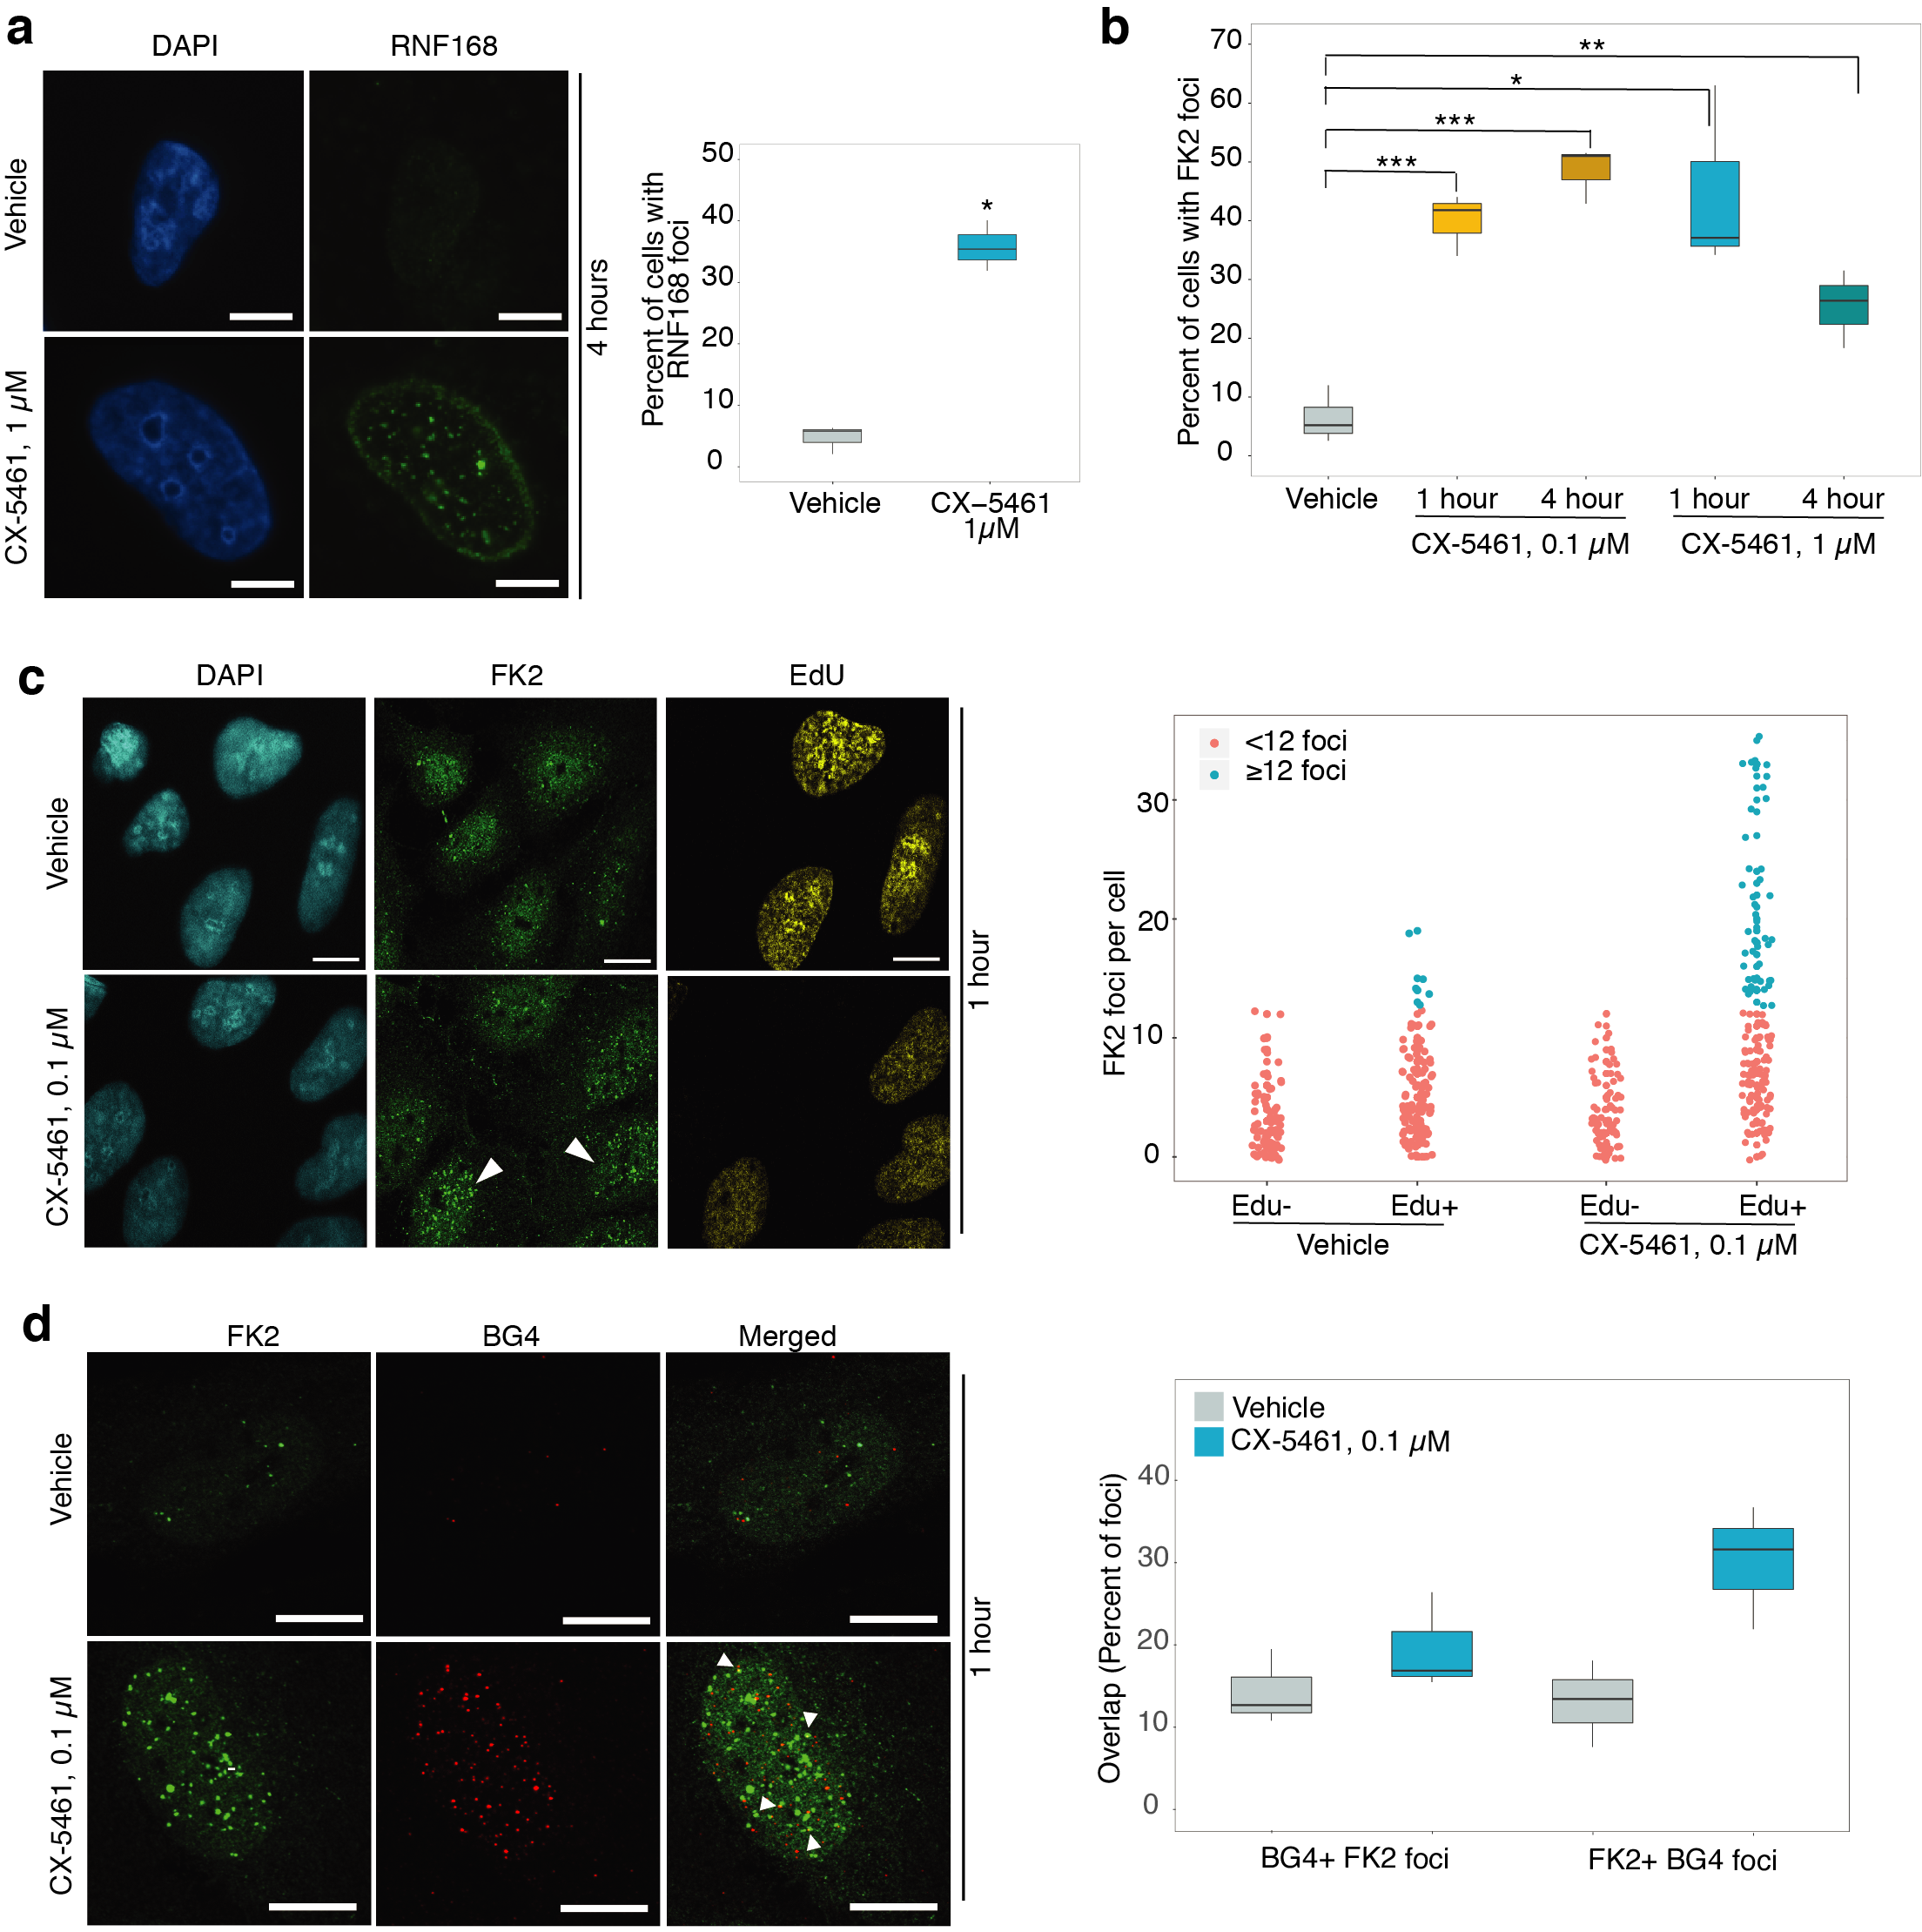 a
DAPI
RNF168
Vehicle
CX-5461, 1 µM
4 hours
Percent of cells with
RNF168 foci
50
40
30
20
10
0
*
Vehicle
CX–5461
1µM
b
Percent of cells with FK2 foci
70
60
50
40
30
20
10
0
**
*
***
***
Vehicle
1 hour
4 hour
1 hour
4 hour
CX-5461, 0.1 µM
CX-5461, 1 µM
c
DAPI
FK2
EdU
Vehicle
CX-5461, 0.1 µM
1 hour
FK2 foci per cell
<12 foci
≥12 foci
30
20
10
0
Edu-
Edu+
Edu-
Edu+
Vehicle
CX-5461, 0.1 µM
d
FK2
BG4
Merged
Vehicle
CX-5461, 0.1 µM
1 hour
Overlap (Percent of foci)
Vehicle
CX-5461, 0.1 µM
40
30
20
10
0
BG4+ FK2 foci
FK2+ BG4 foci